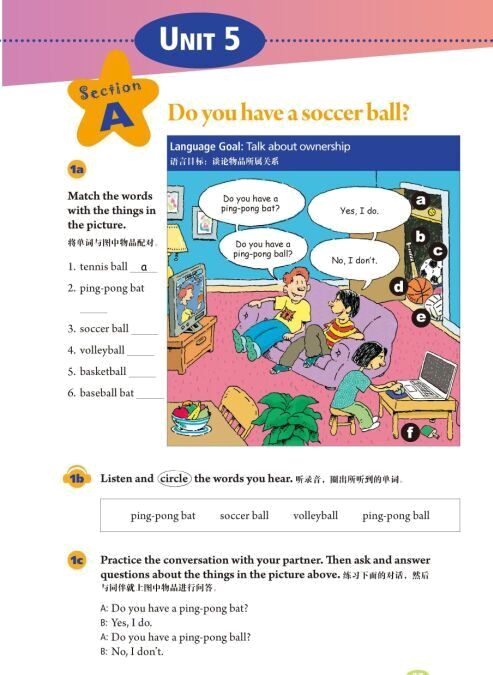 UNIT 5
Section
A
Do you have a soccer ball?
Language Goal: Talk about ownership
语言目标：谈论物品所属关系
1a
Match the words
with the things in
the picture.
将单词与图中物品配对。
1. tennis ball __a__
2. ping-pong bat
____
3. soccer ball ____
4. volleyball ____
5. basketball ____
6. baseball bat ____
Do you have a
ping-pong bat?
Yes, I do.
Do you have a
ping-pong ball?
No, I don't.
a
b
c
d
e
f
1b
Listen and circle the words you hear. 听录音，圈出所听到的单词。
ping-pong bat soccer ball volleyball ping-pong ball
1c
Practice the conversation with your partner. Then ask and answer
questions about the things in the picture above. 练习下面的对话，然后
与同伴就上图中物品进行问答。
A: Do you have a ping-pong bat?
B: Yes, I do.
A: Do you have a ping-pong ball?
B: No, I don't.